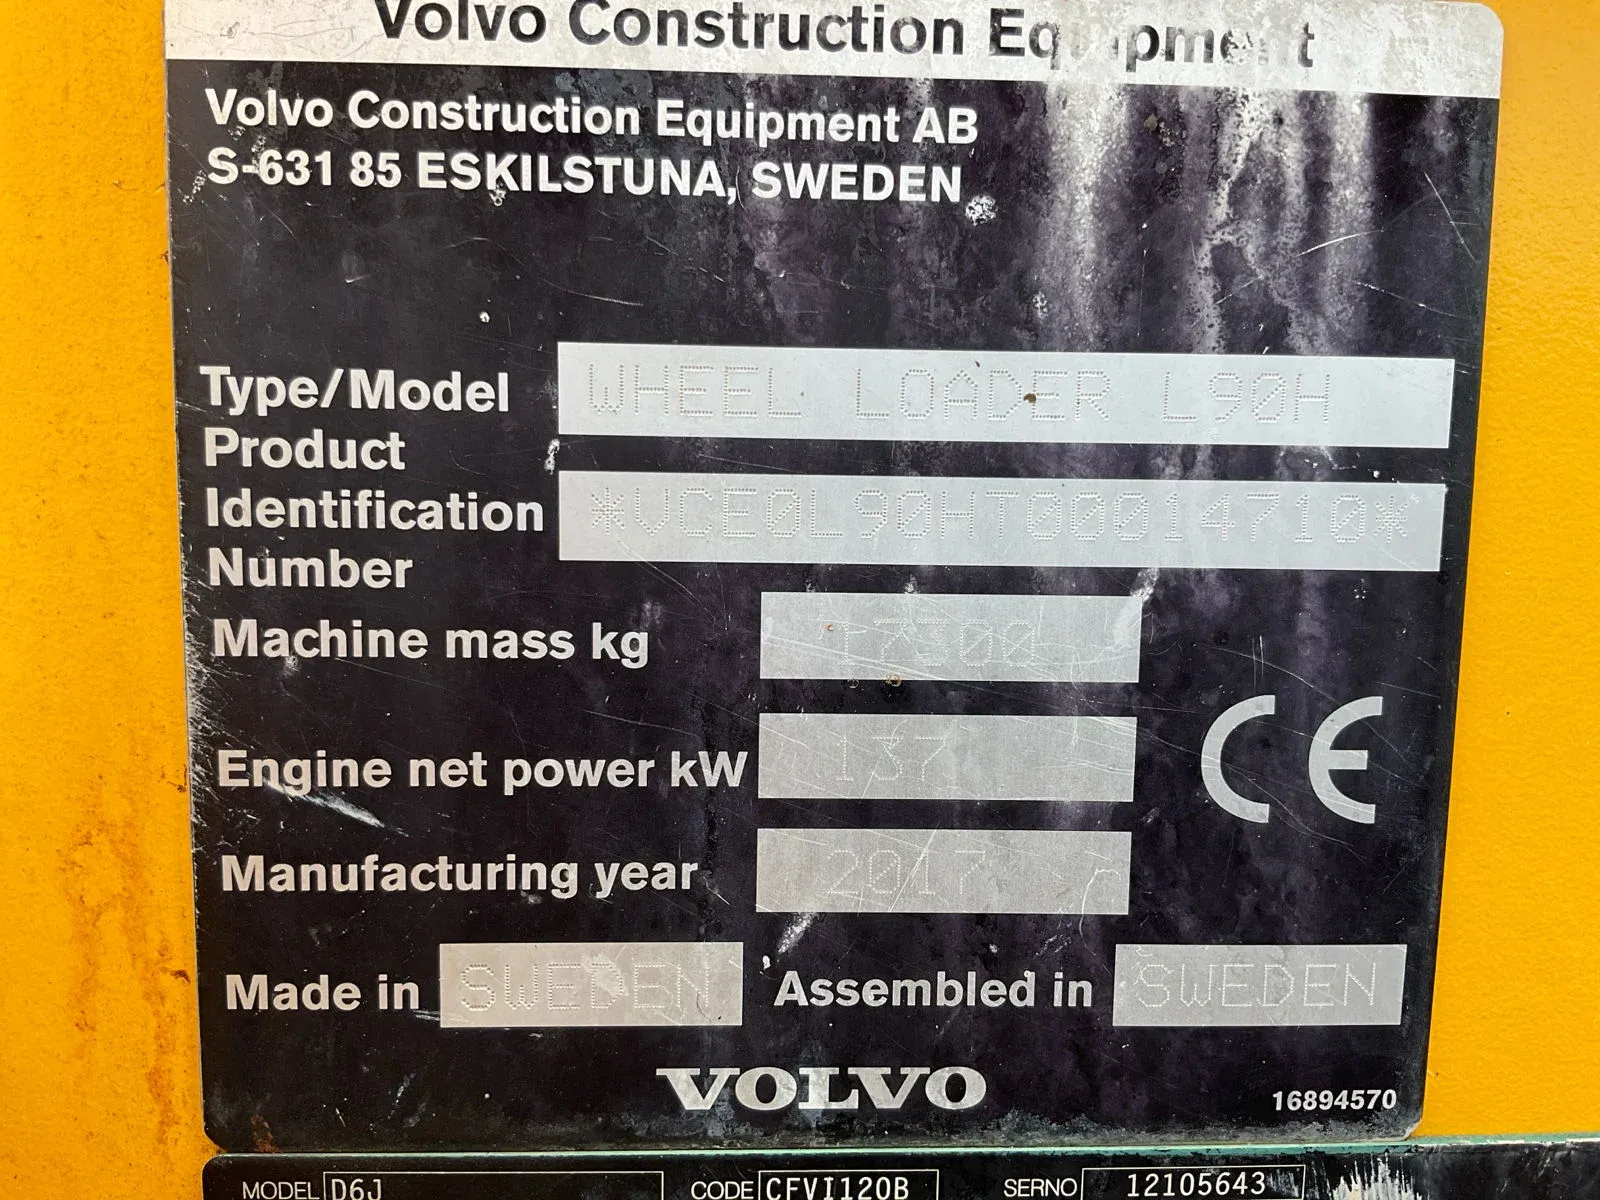 Volvo Construction Equipment
Volvo Construction Equipment AB
S-631 85 ESKILSTUNA, SWEDEN
Type/Model WHEEL LOADER L90H
Product
Identification *VCE0L90HT00014710*
Number
Machine mass kg 17300
Engine net power kW 137
CE
Manufacturing year 2017
Made in SWEDEN Assembled in SWEDEN
VOLVO 16894570
MODEL D6J CODE CFVI120B SERNO 12105643